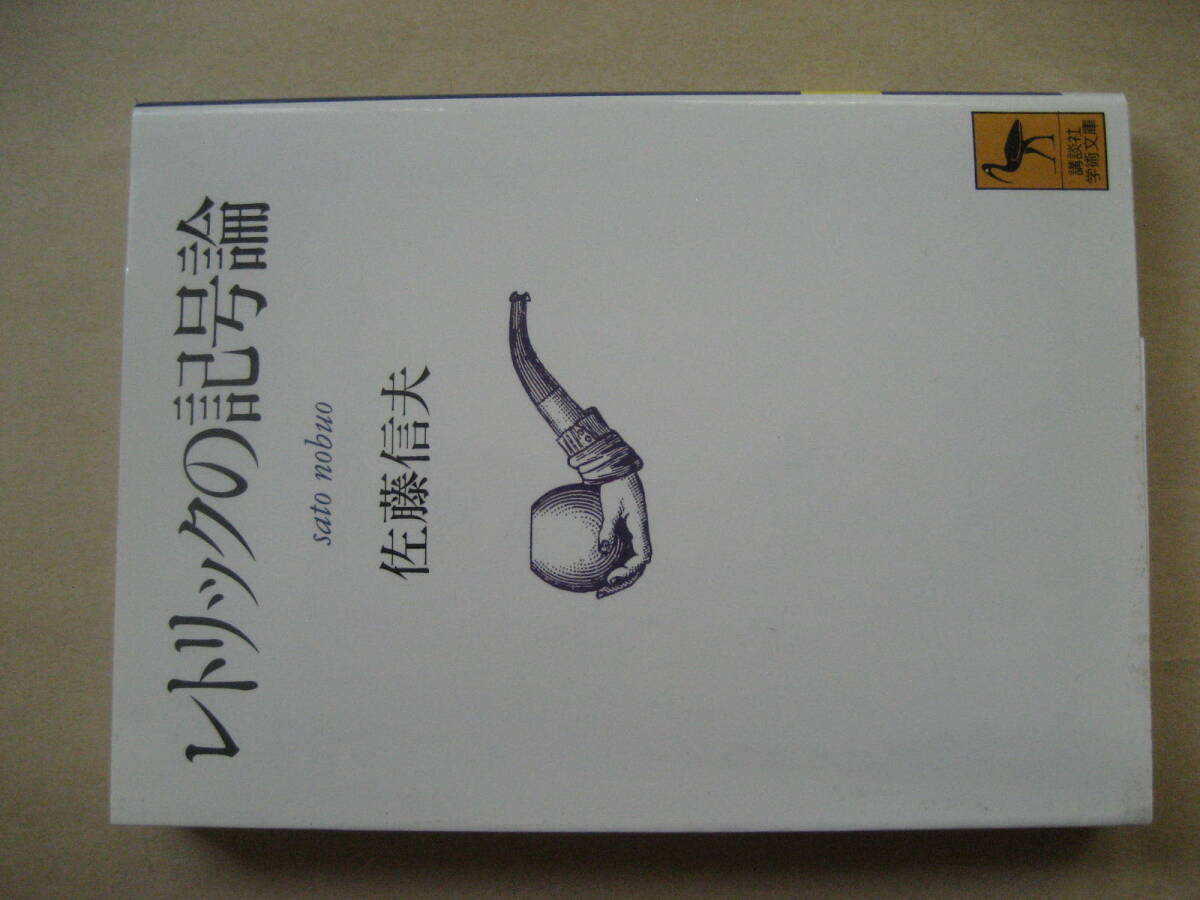 レトリックの記号論
sato nobuo
佐藤信夫
講談社
学術文庫